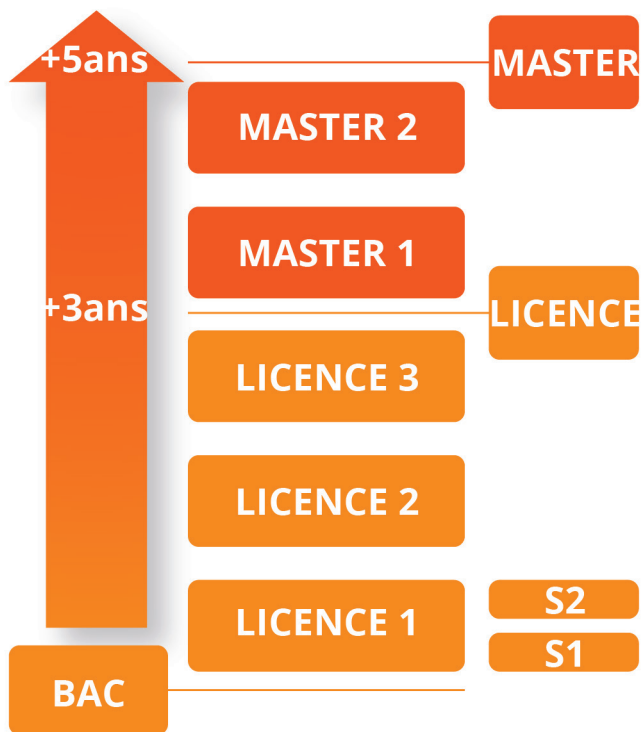 +5ans
MASTER
MASTER 2
MASTER 1
+3ans
LICENCE
LICENCE 3
LICENCE 2
LICENCE 1
S2
S1
BAC